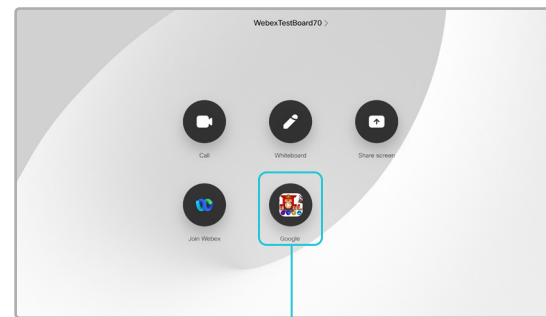 WebexTestBoard70 >
Call
Whiteboard
Share screen
Join Webex
Google